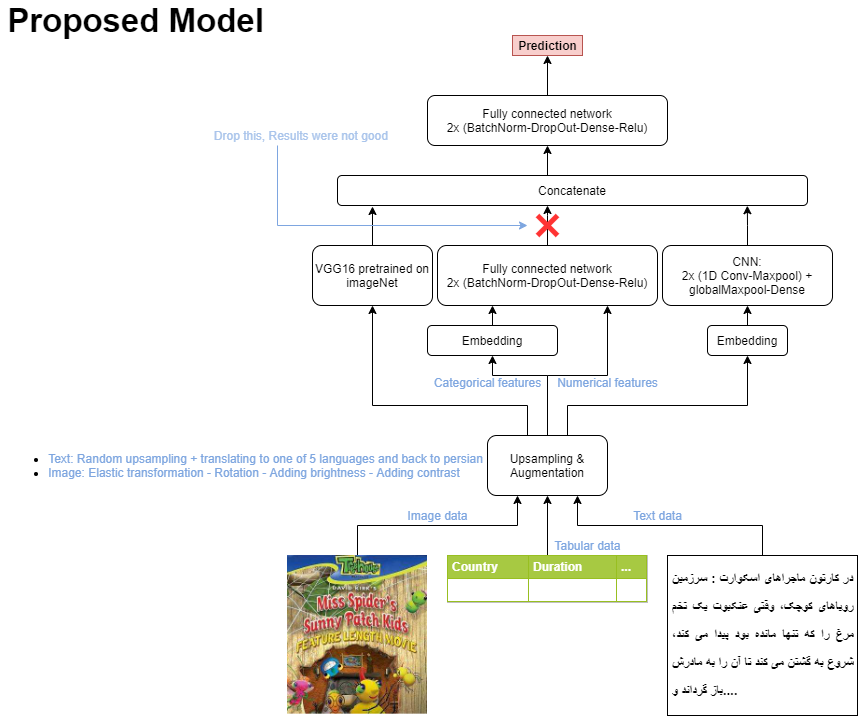 Proposed Model
Prediction
Fully connected network
2x (BatchNorm-DropOut-Dense-Relu)
Drop this, Results were not good
Concatenate
VGG16 pretrained on
imageNet
Fully connected network
2x (BatchNorm-DropOut-Dense-Relu)
CNN:
2x (1D Conv-Maxpool) +
globalMaxpool-Dense
Embedding
Embedding
Categorical features
Numerical features
Upsampling &
Augmentation
• Text: Random upsampling + translating to one of 5 languages and back to persian
• Image: Elastic transformation - Rotation - Adding brightness - Adding contrast
Image data
Text data
Tabular data
Country Duration ...
DAVID KIRK'S
Miss Spider's
Sunny Patch Kids
FEATURE LENGTH MOVIE
در کارتون ماجراهای اسکوارت : سرزمین
رویاهای کوچک، وقتی عنکبوت یک تخم
مرغ را که تنها مانده بود پیدا می کند،
شروع به گشتن می کند تا آن را به مادرش
باز گرداند و....